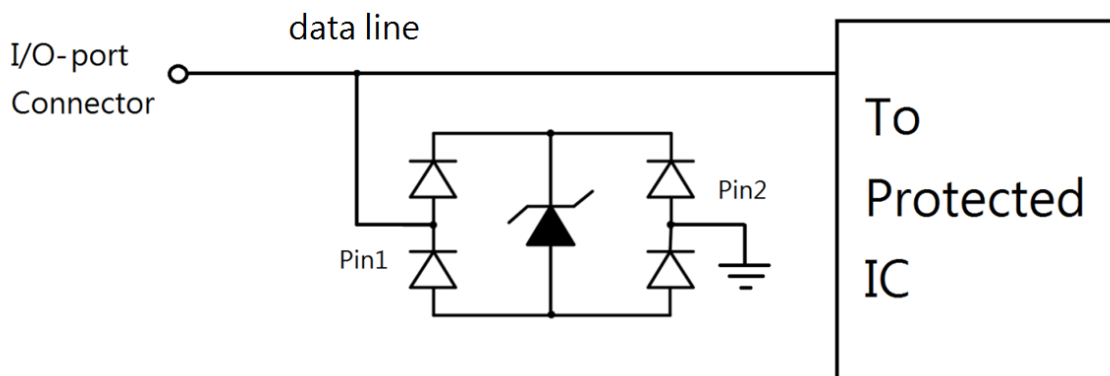 data line
I/O-port
Connector
To
Protected
IC
Pin2
Pin1